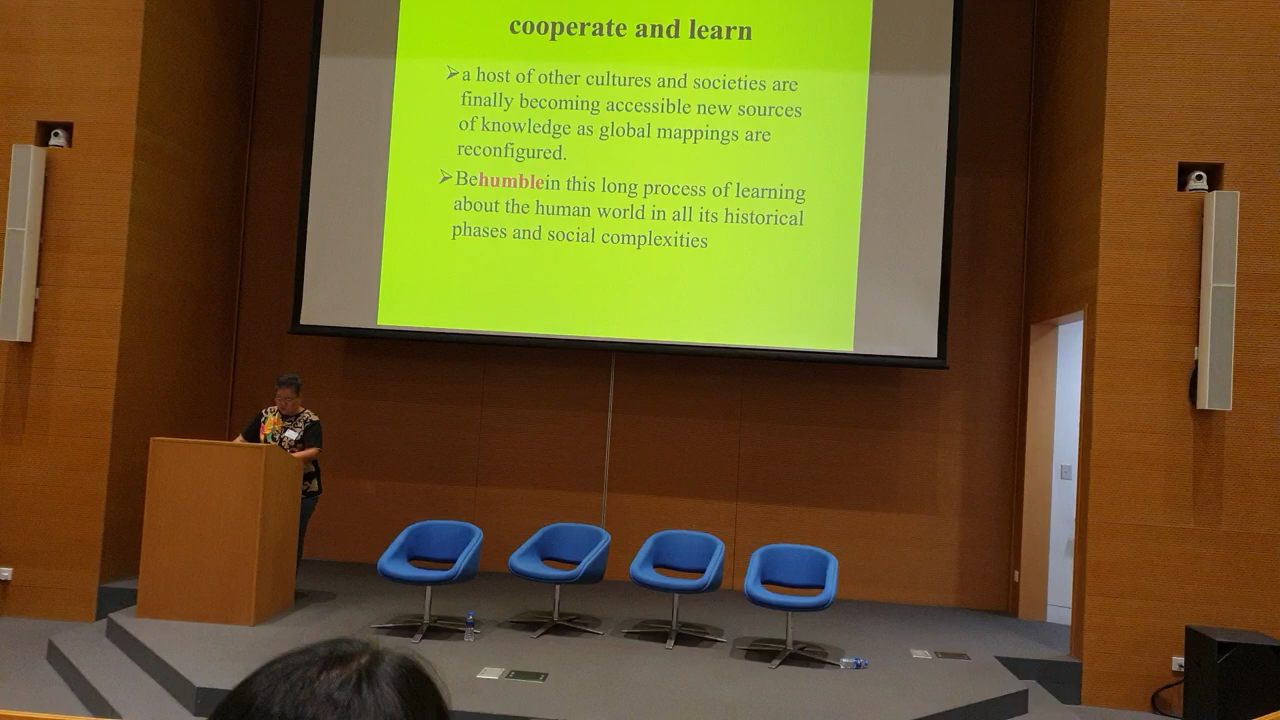 cooperate and learn
➢a host of other cultures and societies are
finally becoming accessible new sources
of knowledge as global mappings are
reconfigured.
➢Behumblein this long process of learning
about the human world in all its historical
phases and social complexities